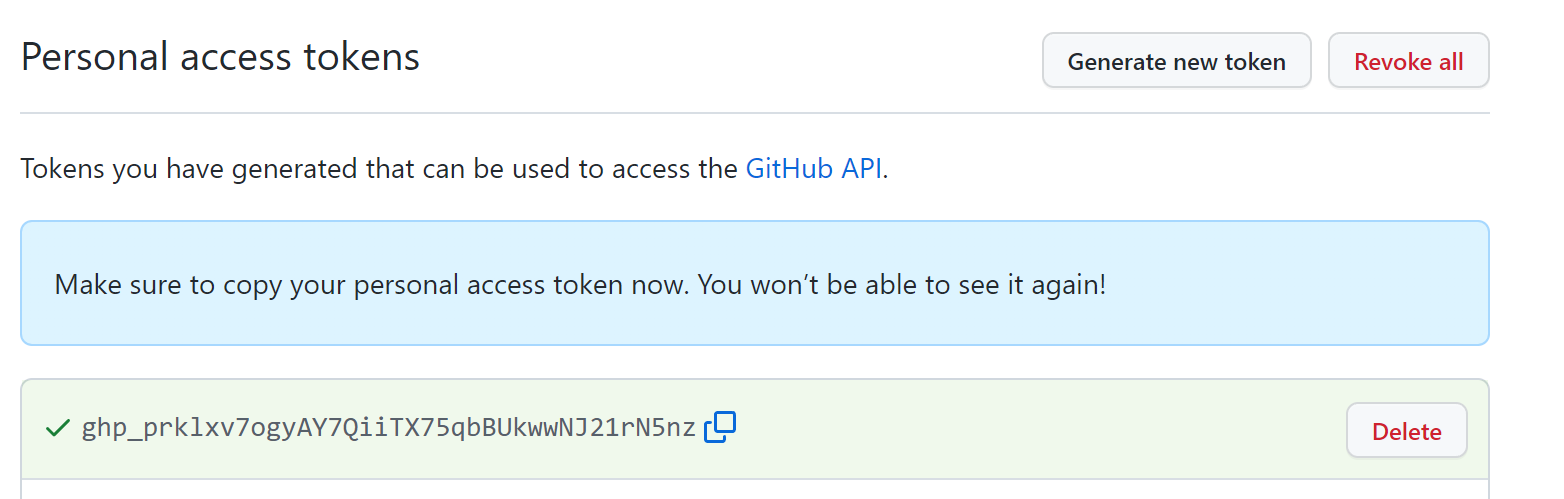 Personal access tokens
Generate new token
Revoke all
Tokens you have generated that can be used to access the GitHub API.
Make sure to copy your personal access token now. You won’t be able to see it again!
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
Delete